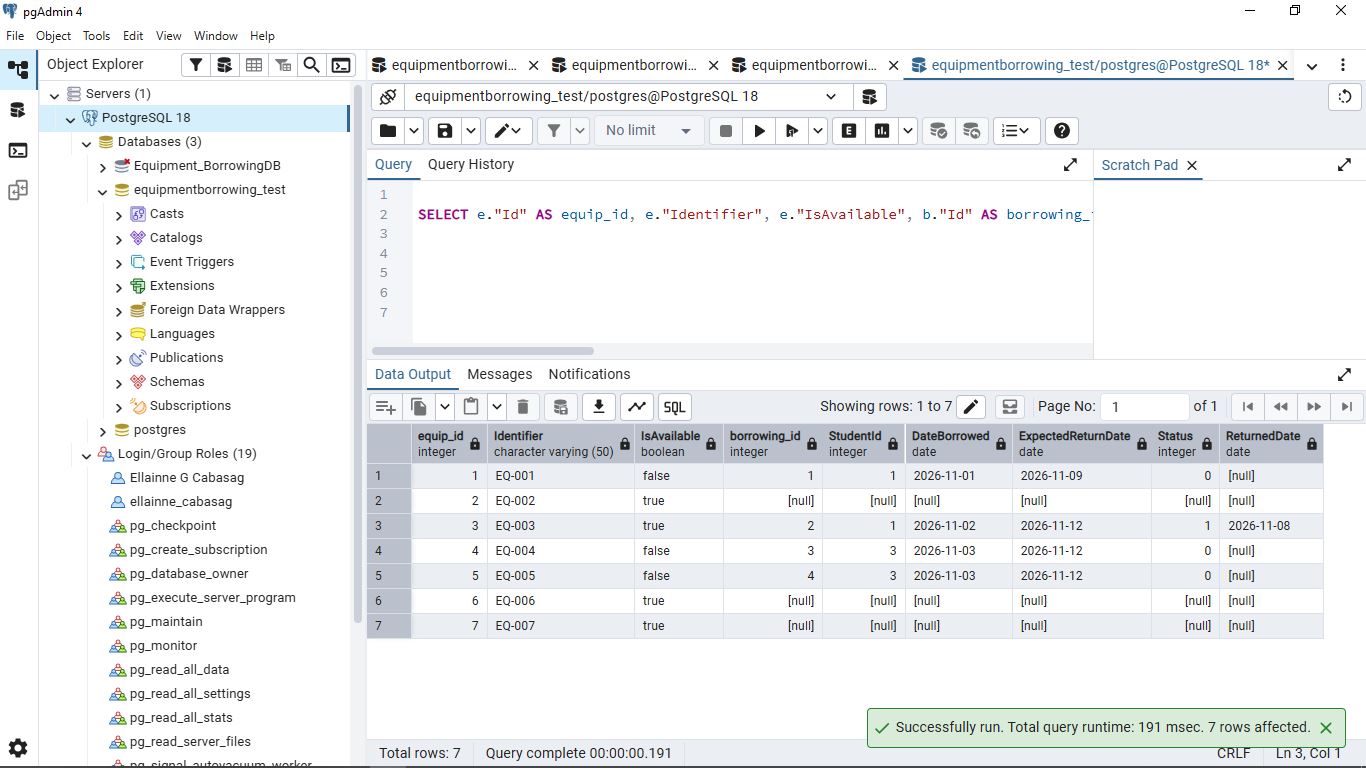 pgAdmin 4
File Object Tools Edit View Window Help
Object Explorer
Servers (1)
PostgreSQL 18
Databases (3)
Equipment_BorrowingDB
equipmentborrowing_test
Casts
Catalogs
Event Triggers
Extensions
Foreign Data Wrappers
Languages
Publications
Schemas
Subscriptions
postgres
Login/Group Roles (19)
Ellainne G Cabasag
ellainne_cabasag
pg_checkpoint
pg_create_subscription
pg_database_owner
pg_execute_server_program
pg_maintain
pg_monitor
pg_read_all_data
pg_read_all_settings
pg_read_all_stats
pg_read_server_files
pg_signal_autovacuum_worker
equipmentborrowi... equipmentborrowi... equipmentborrowi... equipmentborrowing_test/postgres@PostgreSQL 18*
equipmentborrowing_test/postgres@PostgreSQL 18
No limit E
Query Query History Scratch Pad
1
2 SELECT e."Id" AS equip_id, e."Identifier", e."IsAvailable", b."Id" AS borrowing_
3
4
5
6
7
Data Output Messages Notifications
SQL Showing rows: 1 to 7 Page No: 1 of 1
equip_id Identifier IsAvailable borrowing_id StudentId DateBorrowed ExpectedReturnDate Status ReturnedDate
integer character varying (50) boolean integer integer date date integer date
1 1 EQ-001 false 1 1 2026-11-01 2026-11-09 0 [null]
2 2 EQ-002 true [null] [null] [null] [null] [null] [null]
3 3 EQ-003 true 2 1 2026-11-02 2026-11-12 1 2026-11-08
4 4 EQ-004 false 3 3 2026-11-03 2026-11-12 0 [null]
5 5 EQ-005 false 4 3 2026-11-03 2026-11-12 0 [null]
6 6 EQ-006 true [null] [null] [null] [null] [null] [null]
7 7 EQ-007 true [null] [null] [null] [null] [null] [null]
Successfully run. Total query runtime: 191 msec. 7 rows affected.
Total rows: 7 Query complete 00:00:00.191 CRLF Ln 3, Col 1